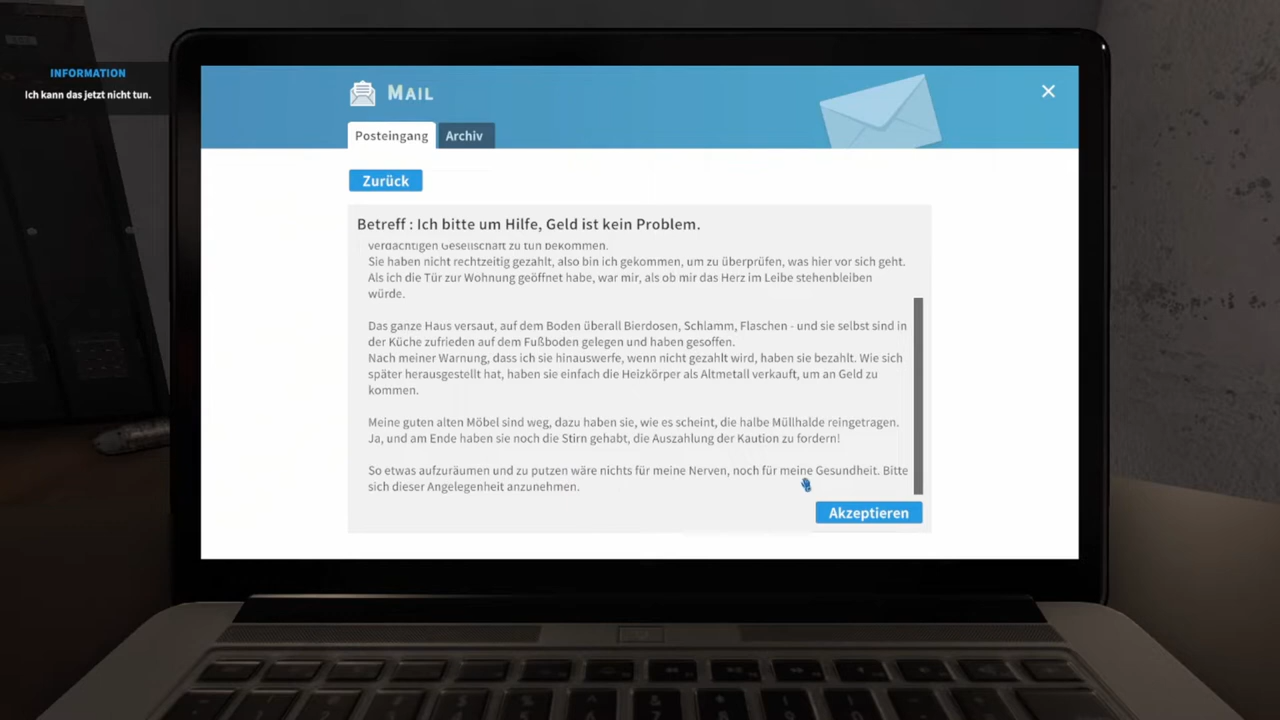 INFORMATION
Ich kann das jetzt nicht tun.
MAIL
Posteingang
Archiv
Zurück
Betreff : Ich bitte um Hilfe, Geld ist kein Problem.
verdächtigen Gesellschaft zu tun bekommen.
Sie haben nicht rechtzeitig gezahlt, also bin ich gekommen, um zu überprüfen, was hier vor sich geht.
Als ich die Tür zur Wohnung geöffnet habe, war mir, als ob mir das Herz im Leibe stehenbleiben
würde.
Das ganze Haus versaut, auf dem Boden überall Bierdosen, Schlamm, Flaschen - und sie selbst sind in
der Küche zufrieden auf dem Fußboden gelegen und haben gesoffen.
Nach meiner Warnung, dass ich sie hinauswerfe, wenn nicht gezahlt wird, haben sie bezahlt. Wie sich
später herausgestellt hat, haben sie einfach die Heizkörper als Altmetall verkauft, um an Geld zu
kommen.
Meine guten alten Möbel sind weg, dazu haben sie, wie es scheint, die halbe Müllhalde reingetragen.
Ja, und am Ende haben sie noch die Stirn gehabt, die Auszahlung der Kaution zu fordern!
So etwas aufzuräumen und zu putzen wäre nichts für meine Nerven, noch für meine Gesundheit. Bitte
sich dieser Angelegenheit anzunehmen.
Akzeptieren